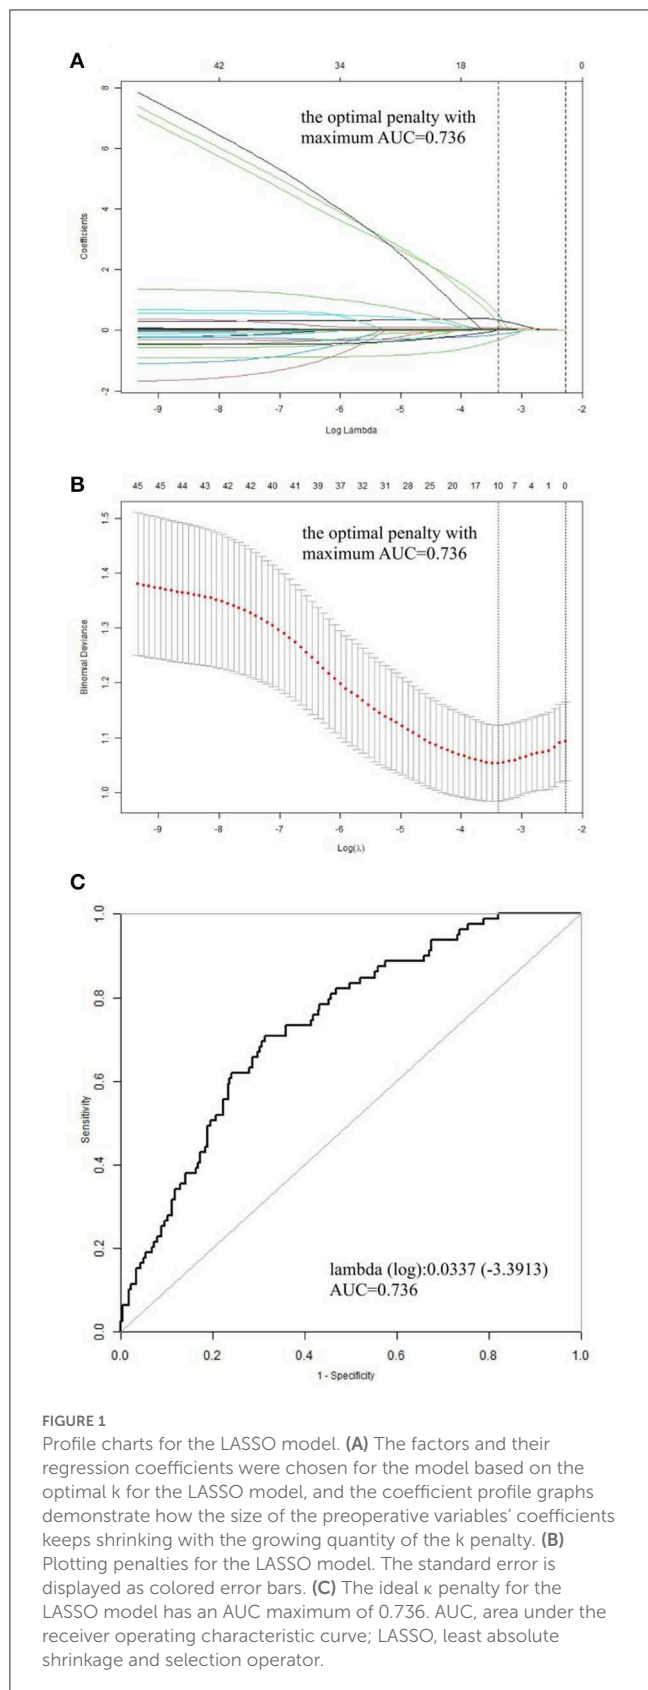 A
42 34 18 0
the optimal penalty with
maximum AUC=0.736
8
6
4
2
0
-2
Coefficients
-9 -8 -7 -6 -5 -4 -3 -2
Log Lambda
B
45 45 44 43 42 42 40 41 39 37 32 31 28 25 20 17 10 7 4 1 0
the optimal penalty with
maximum AUC=0.736
1.5
1.4
1.3
1.2
1.1
1.0
Binomial Deviance
-9 -8 -7 -6 -5 -4 -3 -2
Log(λ)
C
1.0
0.8
0.6
0.4
0.2
0.0
Sensitivity
lambda (log):0.0337 (-3.3913)
AUC=0.736
0.0 0.2 0.4 0.6 0.8 1.0
1 - Specificity
FIGURE 1
Profile charts for the LASSO model. (A) The factors and their
regression coefficients were chosen for the model based on the
optimal k for the LASSO model, and the coefficient profile graphs
demonstrate how the size of the preoperative variables' coefficients
keeps shrinking with the growing quantity of the k penalty. (B)
Plotting penalties for the LASSO model. The standard error is
displayed as colored error bars. (C) The ideal κ penalty for the
LASSO model has an AUC maximum of 0.736. AUC, area under the
receiver operating characteristic curve; LASSO, least absolute
shrinkage and selection operator.